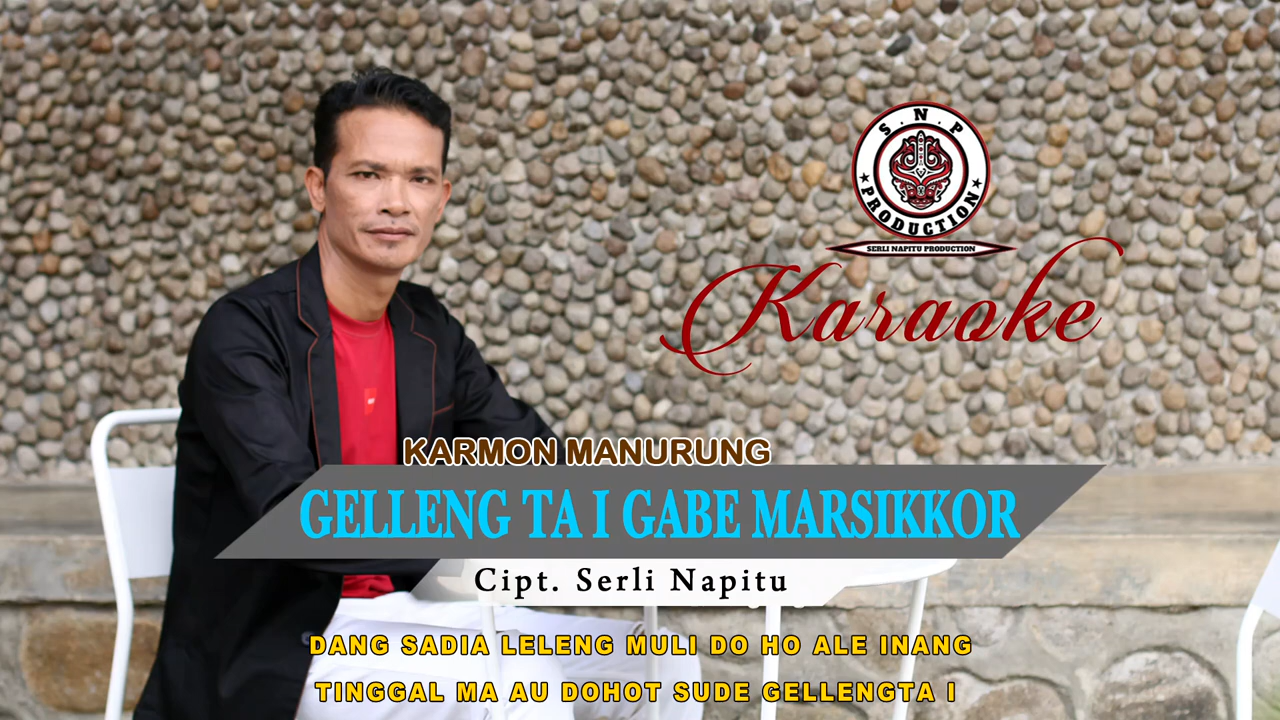 S.N.P
PRODUCTION
SERLI NAPITU PRODUCTION
Karaoke
KARMON MANURUNG
GELLENG TA I GABE MARSIKKOR
Cipt. Serli Napitu
DANG SADIA LELENG MULI DO HO ALE INANG
TINGGAL MA AU DOHOT SUDE GELLENGTA I